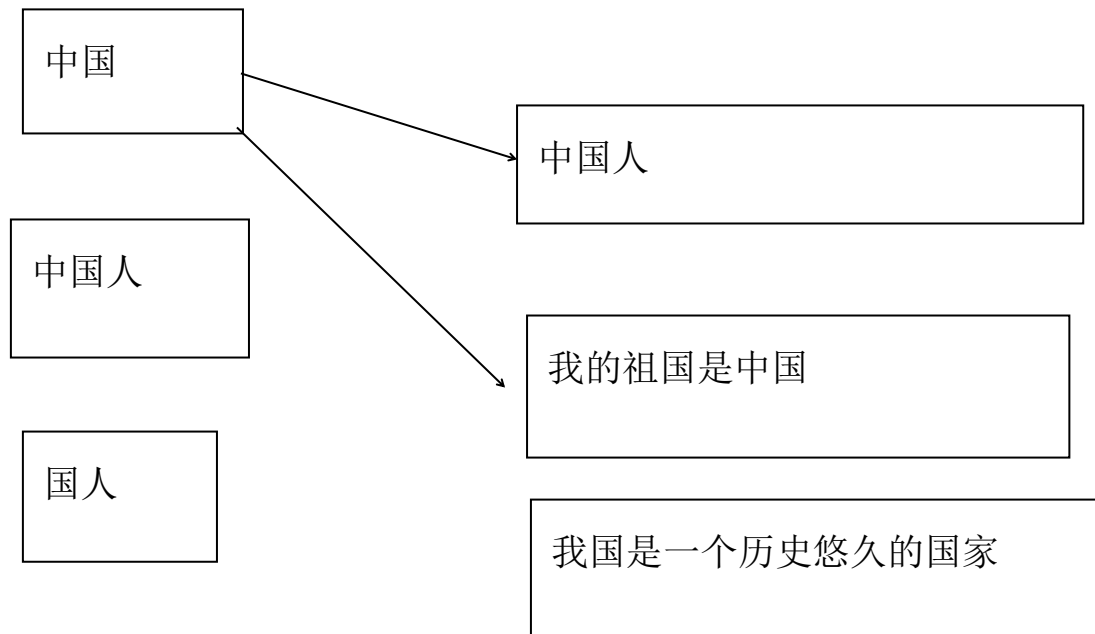 中国
中国人
中国人
我的祖国是中国
国人
我国是一个历史悠久的国家